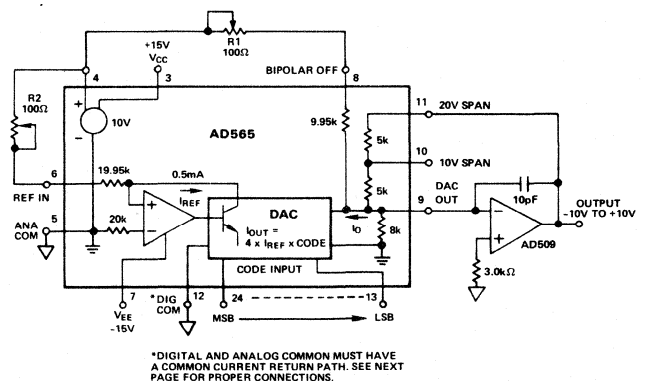 R1
100Ω
+15V
VCC
4
3
BIPOLAR OFF
8
R2
100Ω
11
20V SPAN
+
10V
-
9.95k
5k
AD565
10
10V SPAN
6
19.95k
0.5mA
5k
REF IN
IREF
DAC
9
DAC
OUT
10pF
OUTPUT
-10V TO +10V
ANA
COM
5
20k
+
-
IOUT =
4 x IREF x CODE
IO
8k
-
+
AD509
CODE INPUT
3.0kΩ
7
*DIG
COM
12
24
13
VEE
-15V
MSB
LSB
*DIGITAL AND ANALOG COMMON MUST HAVE
A COMMON CURRENT RETURN PATH. SEE NEXT
PAGE FOR PROPER CONNECTIONS.